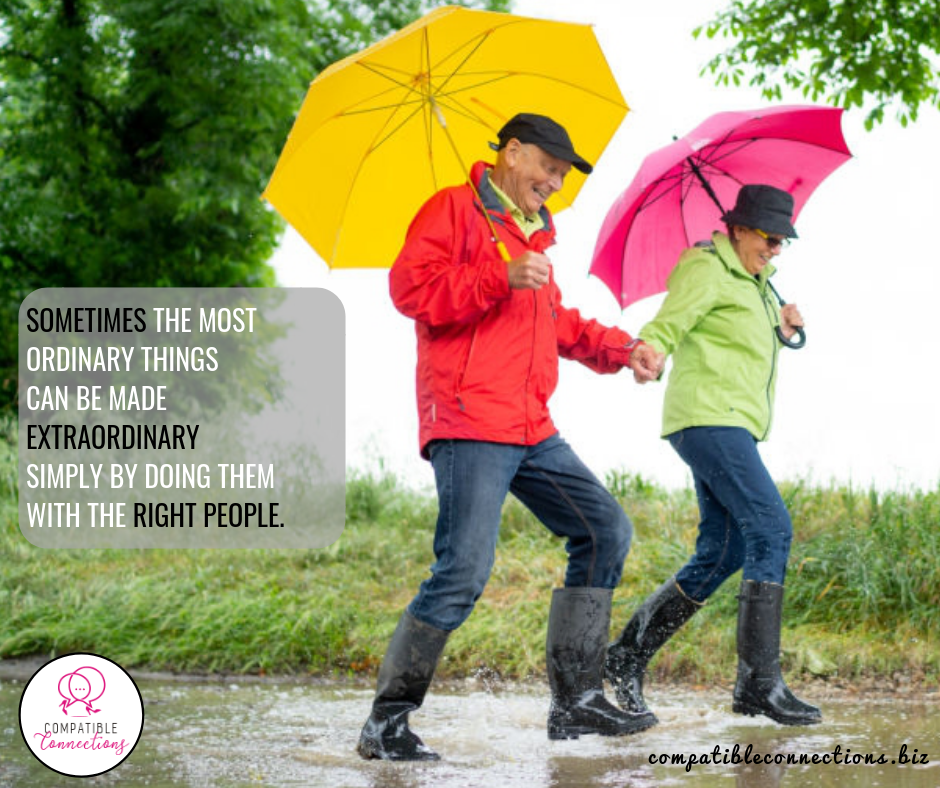 SOMETIMES THE MOST
ORDINARY THINGS
CAN BE MADE
EXTRAORDINARY
SIMPLY BY DOING THEM
WITH THE RIGHT PEOPLE.
COMPATIBLE
Connections
compatibleconnections.biz